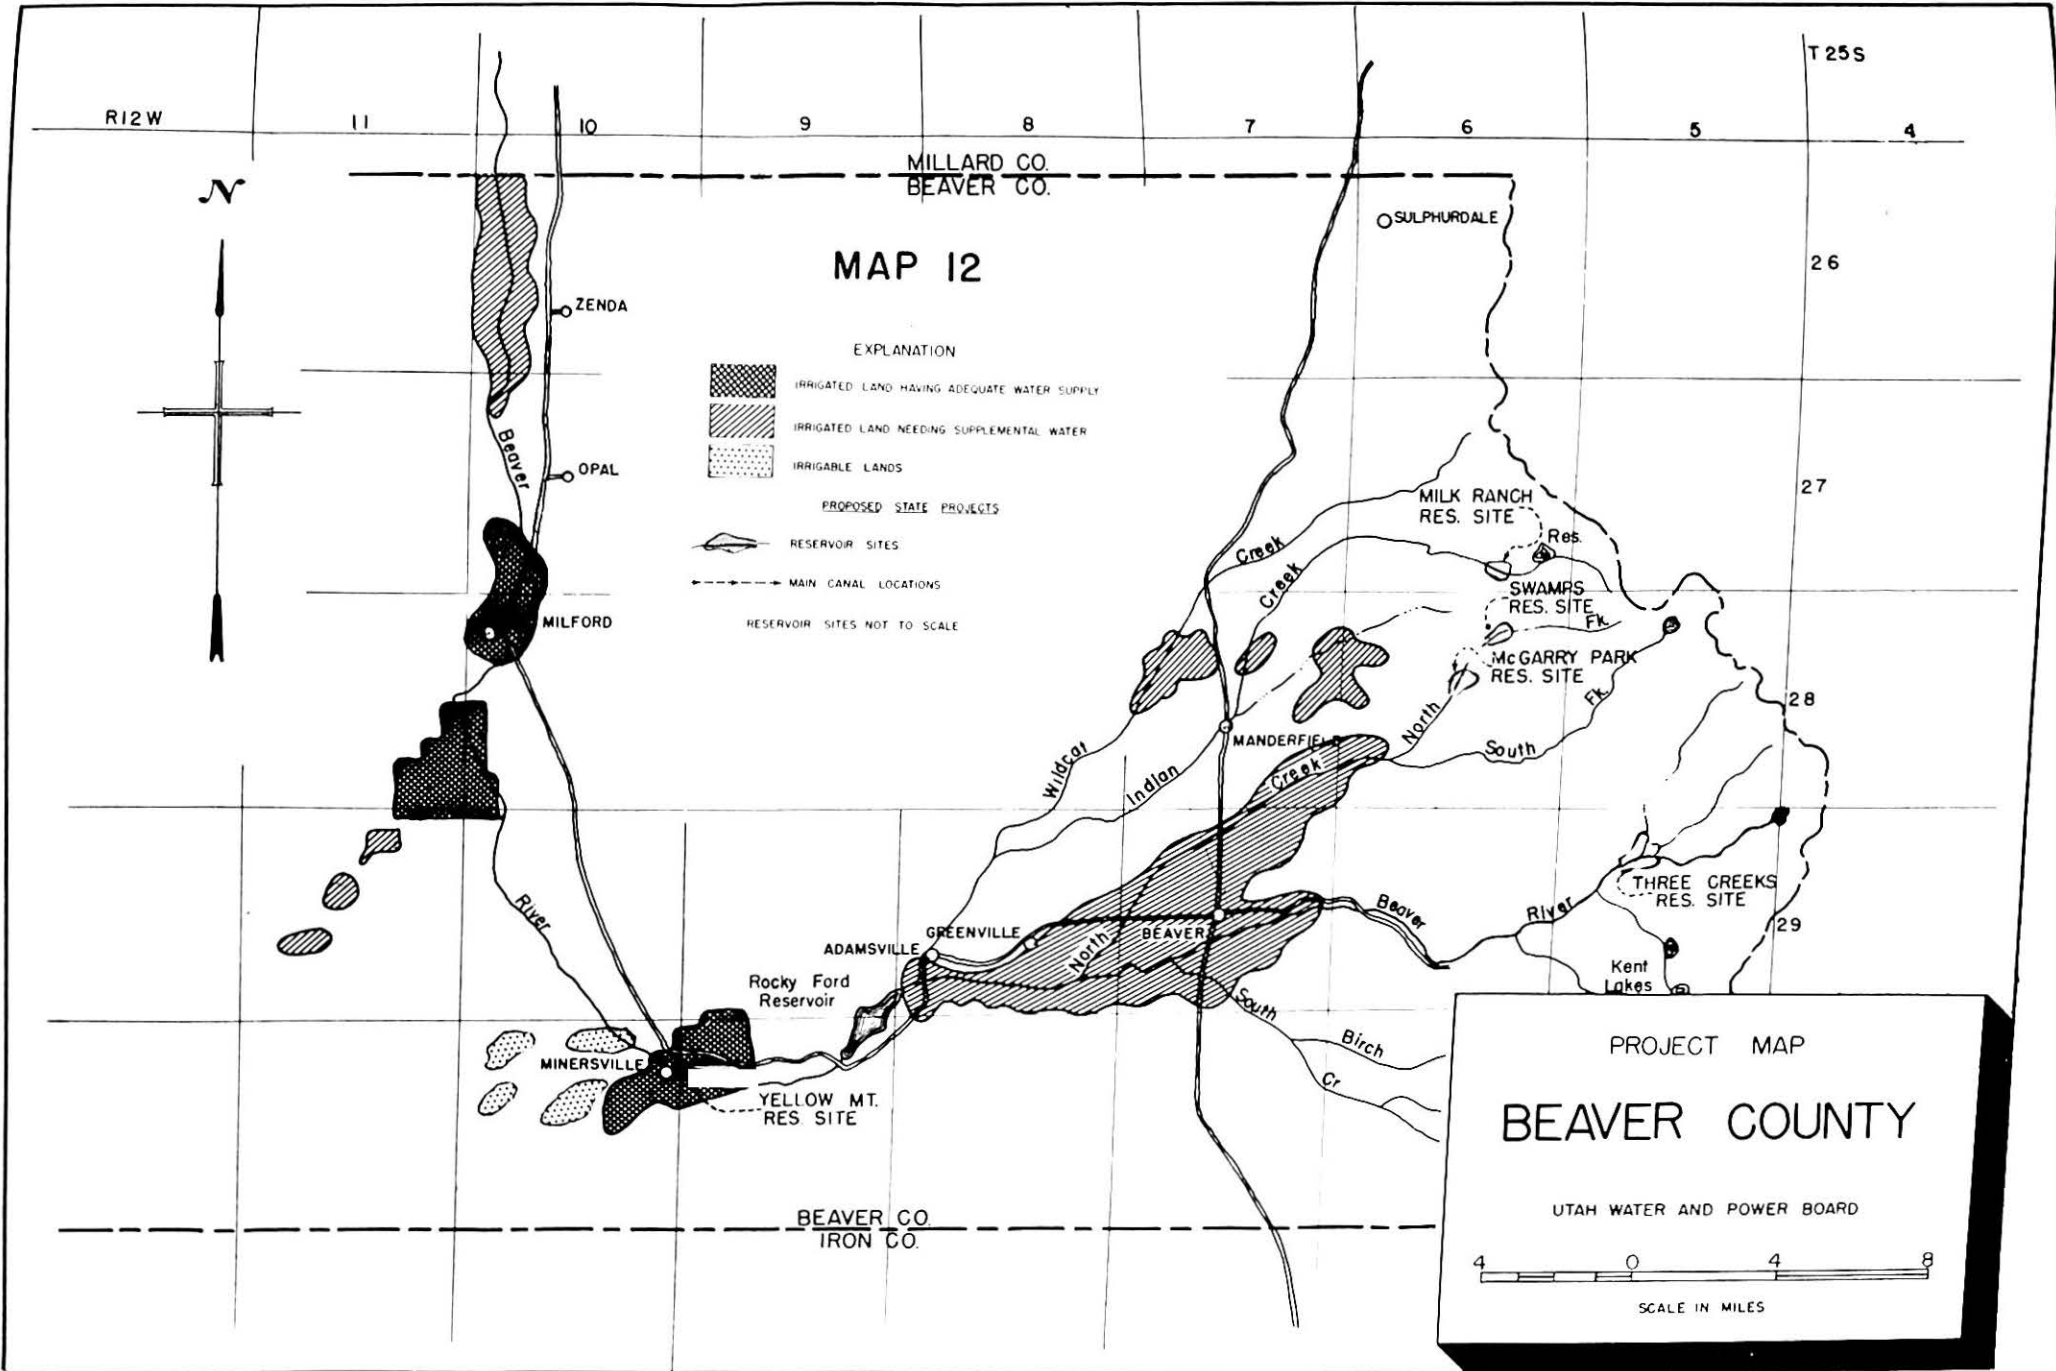 T25S
R12W
11
10
9
8
7
6
5
4
MILLARD CO.
BEAVER CO.
N
SULPHURDALE
26
MAP 12
ZENDA
EXPLANATION
IRRIGATED LAND HAVING ADEQUATE WATER SUPPLY
IRRIGATED LAND NEEDING SUPPLEMENTAL WATER
IRRIGABLE LANDS
PROPOSED STATE PROJECTS
RESERVOIR SITES
MAIN CANAL LOCATIONS
RESERVOIR SITES NOT TO SCALE
Beaver
OPAL
27
MILK RANCH
RES. SITE
Res.
Creek
Creek
SWAMPS
RES. SITE
Fk.
MILFORD
McGARRY PARK
RES. SITE
Fk.
28
North
South
MANDERFIELD
Creek
Wildcat
Indian
THREE CREEKS
RES. SITE
River
Beaver
River
29
GREENVILLE
BEAVER
ADAMSVILLE
North
Kent
Lakes
Rocky Ford
Reservoir
South
Birch
Cr
MINERSVILLE
YELLOW MT.
RES. SITE
BEAVER CO.
IRON CO.
PROJECT MAP
BEAVER COUNTY
UTAH WATER AND POWER BOARD
4 0 4 8
SCALE IN MILES